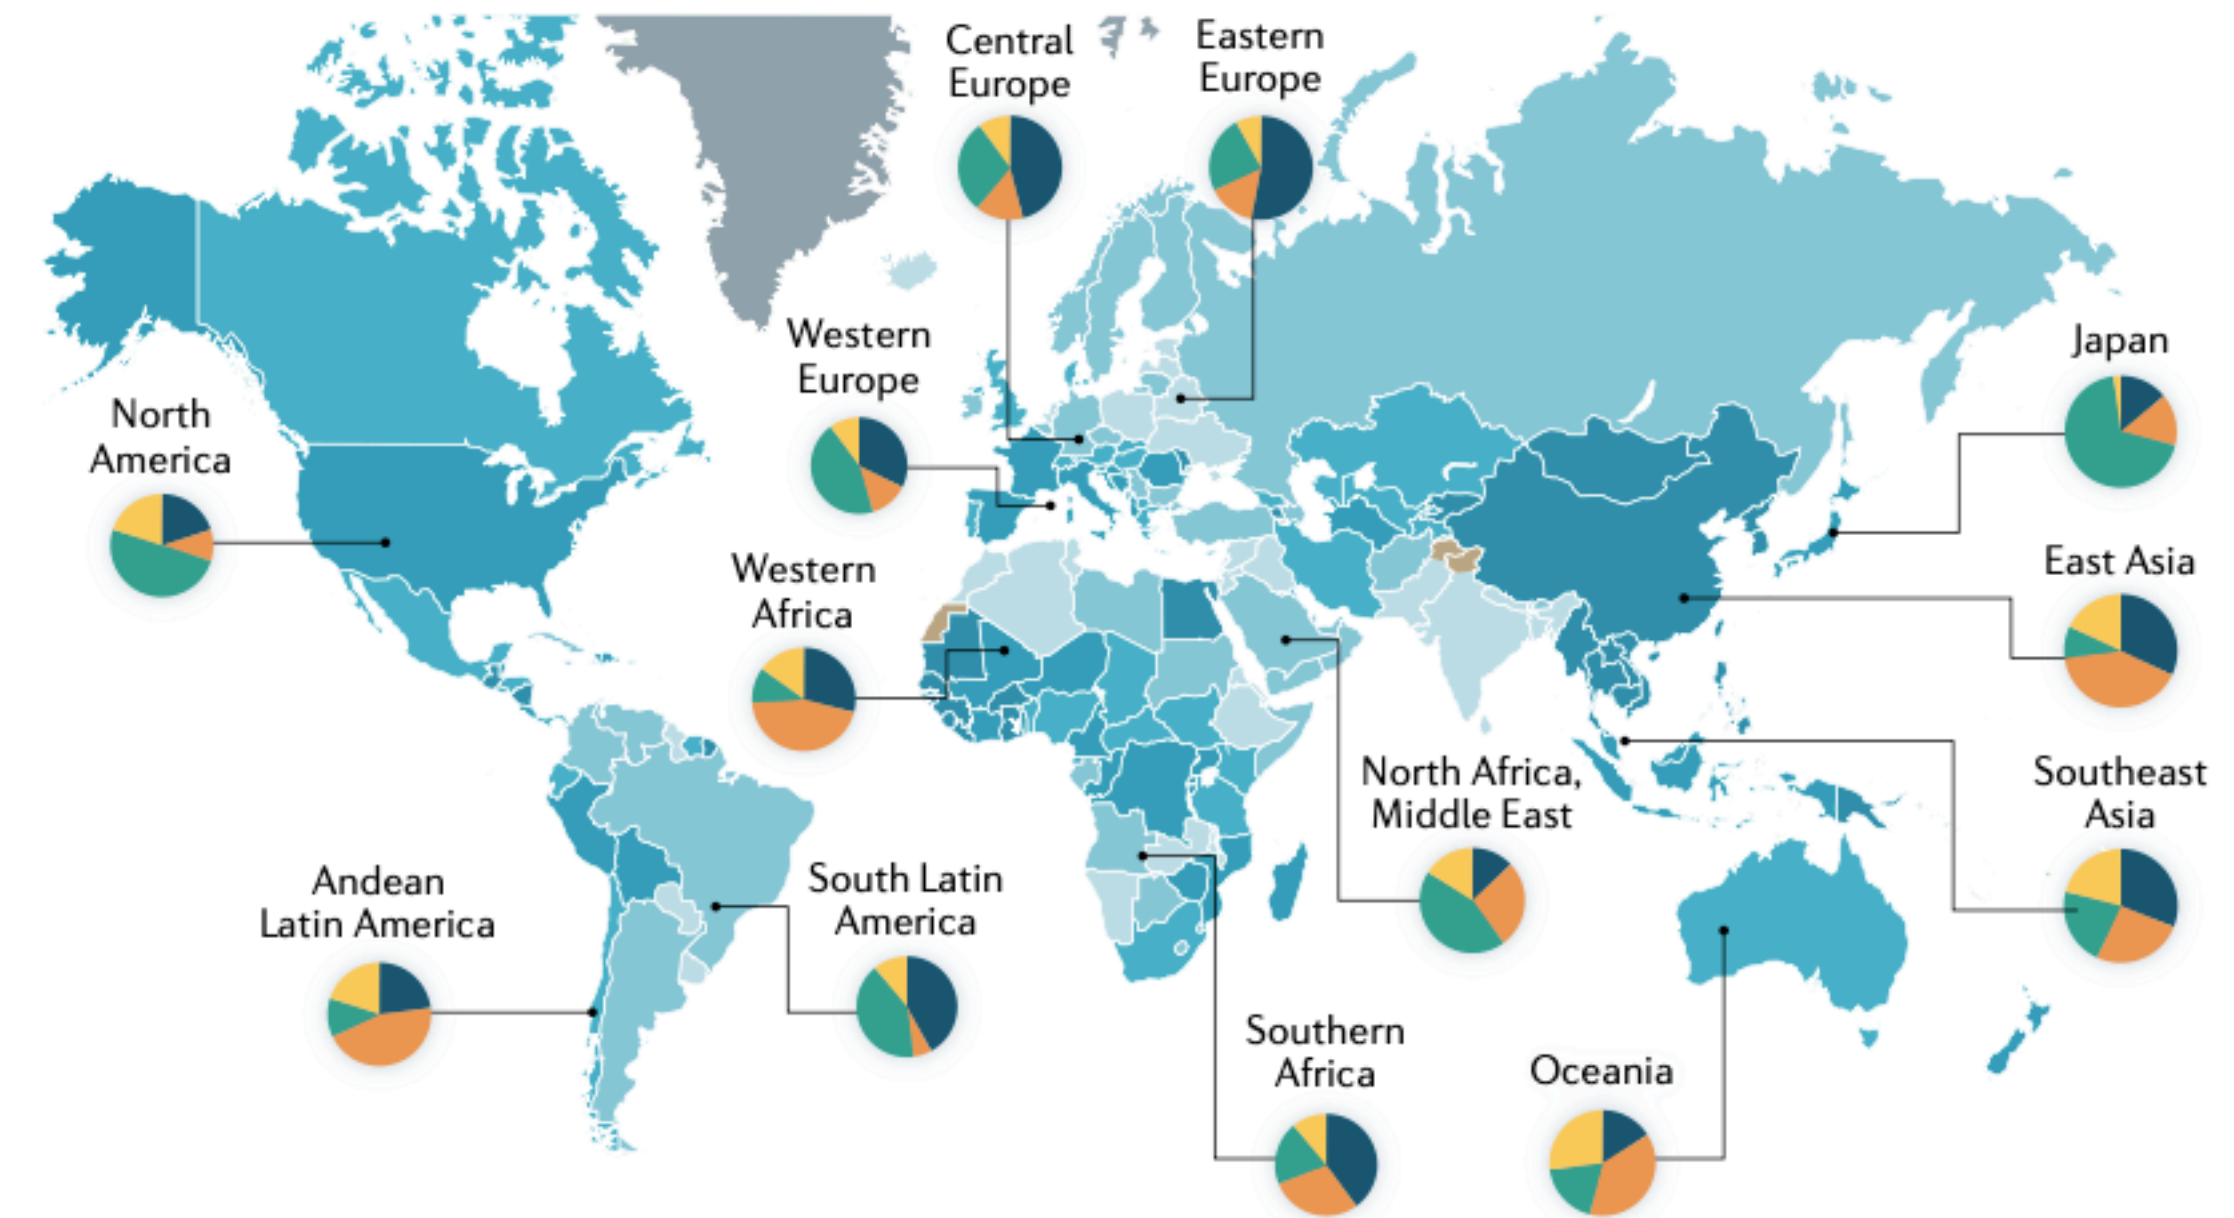 Central
Europe
Eastern
Europe
Western
Europe
Japan
North
America
East Asia
Western
Africa
North Africa,
Middle East
Southeast
Asia
Andean
Latin America
South Latin
America
Southern
Africa
Oceania